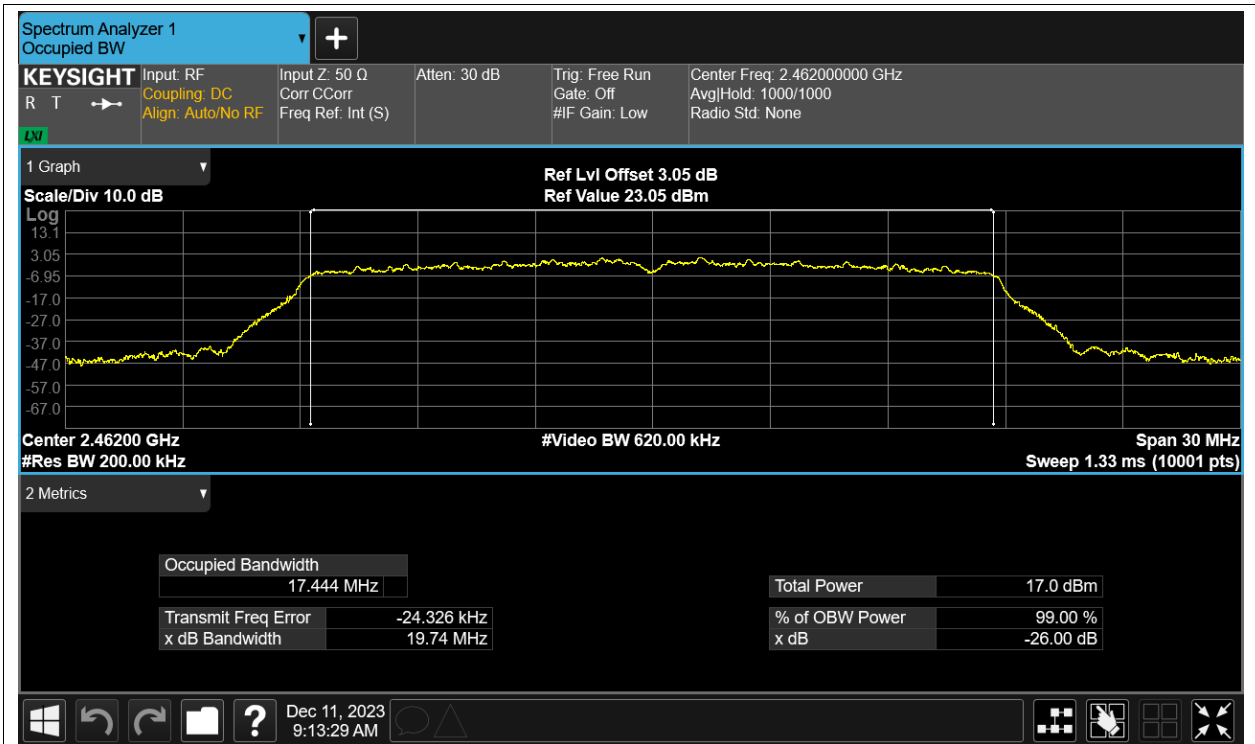 Spectrum Analyzer 1
Occupied BW
KEYSIGHT
R T
LXI
Input: RF
Coupling: DC
Align: Auto/No RF
Input Z: 50 Ω
Corr CCorr
Freq Ref: Int (S)
Atten: 30 dB
Trig: Free Run
Gate: Off
#IF Gain: Low
Center Freq: 2.462000000 GHz
Avg|Hold: 1000/1000
Radio Std: None
1 Graph
Scale/Div 10.0 dB
Ref Lvl Offset 3.05 dB
Ref Value 23.05 dBm
Log
13.1
3.05
-6.95
-17.0
-27.0
-37.0
-47.0
-57.0
-67.0
Center 2.46200 GHz
#Video BW 620.00 kHz
Span 30 MHz
#Res BW 200.00 kHz
Sweep 1.33 ms (10001 pts)
2 Metrics
Occupied Bandwidth
17.444 MHz
Total Power 17.0 dBm
Transmit Freq Error -24.326 kHz
% of OBW Power 99.00 %
x dB Bandwidth 19.74 MHz
x dB -26.00 dB
?
Dec 11, 2023
9:13:29 AM